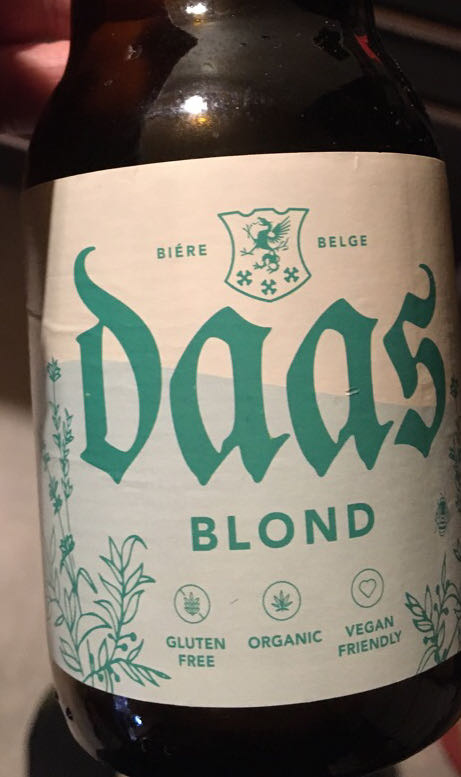 BIÉRE BELGE
daas
BLOND
GLUTEN FREE
ORGANIC
VEGAN FRIENDLY